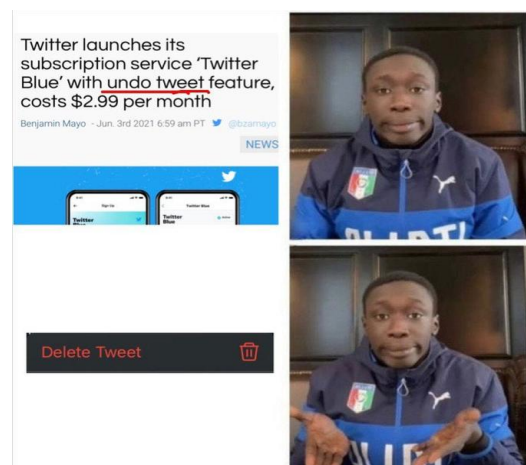 Twitter launches its
subscription service ‘Twitter
Blue’ with undo tweet feature,
costs $2.99 per month
Benjamin Mayo - Jun. 3rd 2021 6:59 am PT @bzamayo
NEWS
Twitter
Blue
Twitter
Blue
Delete Tweet